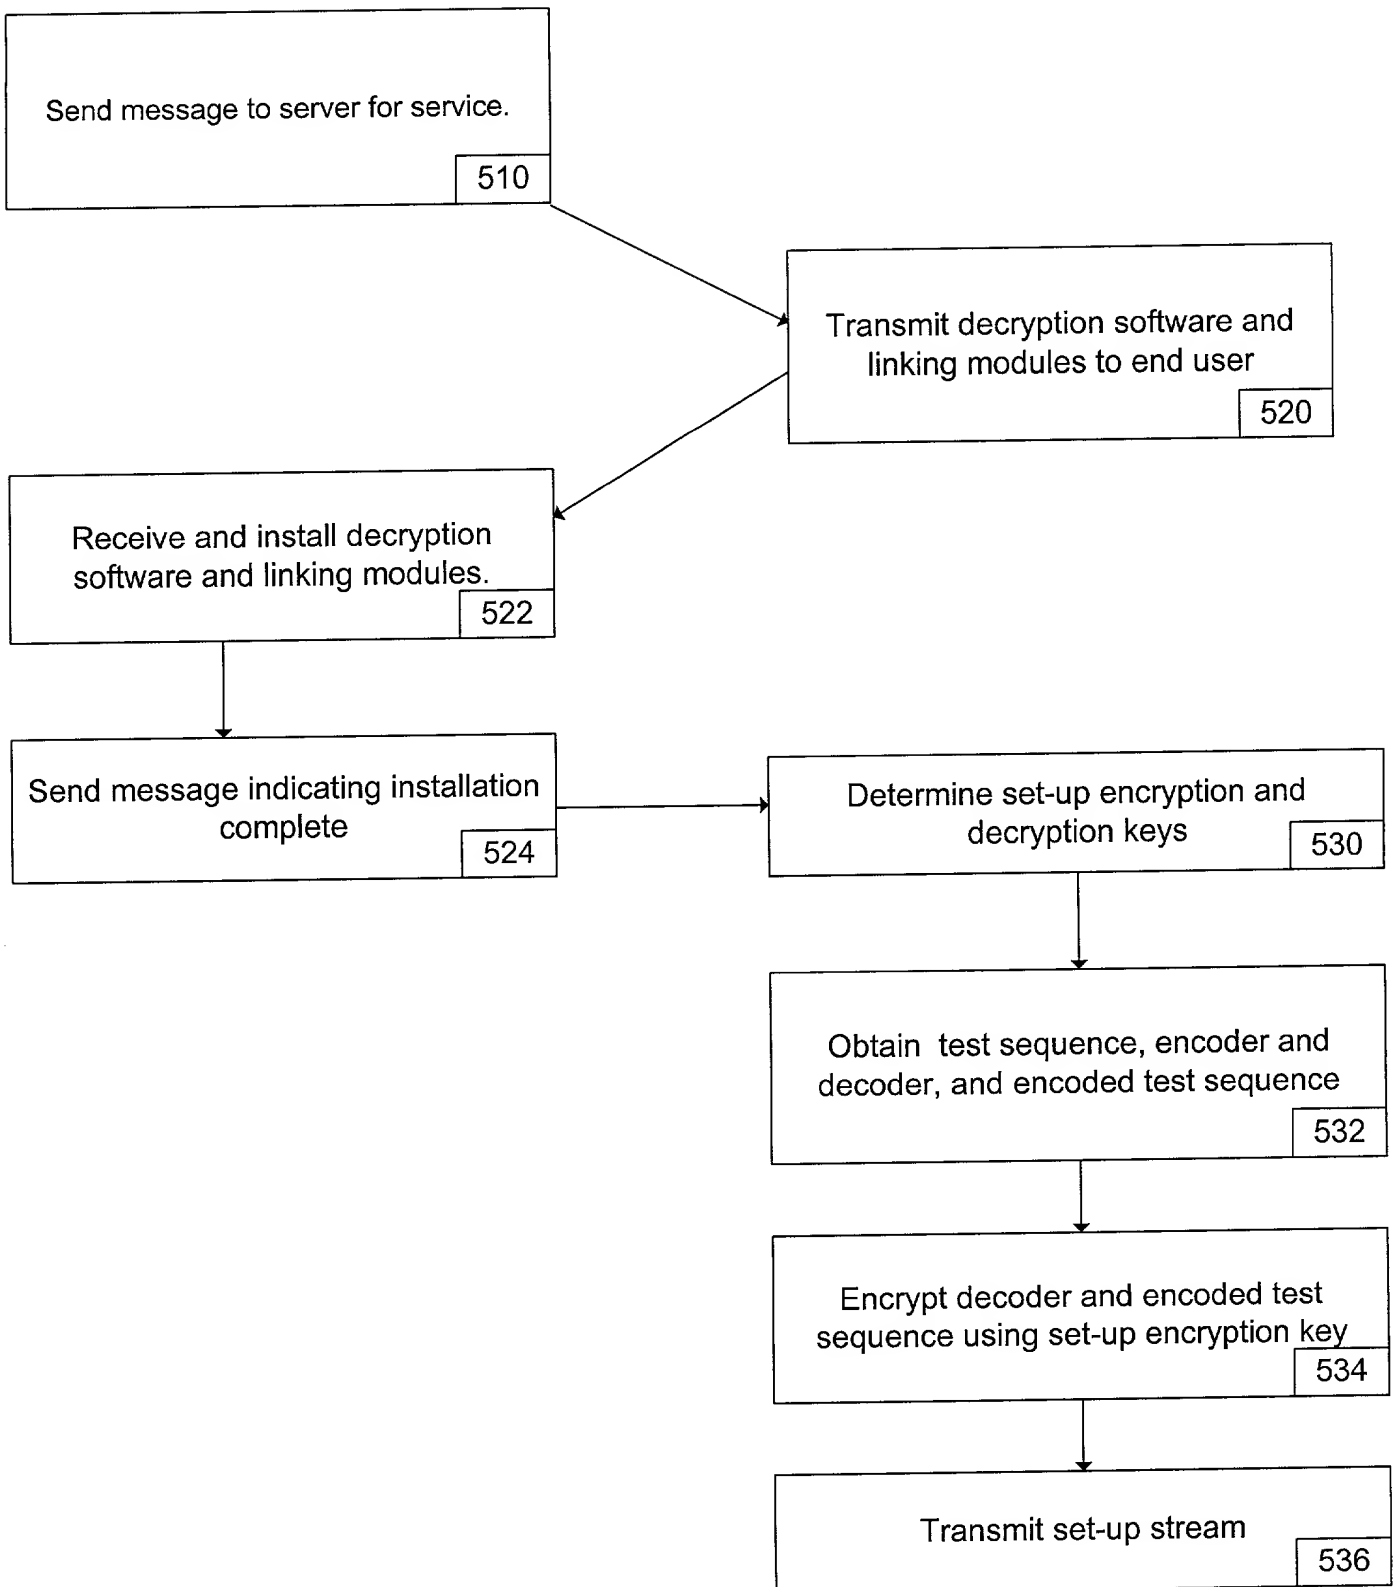 Send message to server for service.
510
Transmit decryption software and
linking modules to end user
520
Receive and install decryption
software and linking modules.
522
Send message indicating installation
complete
524
Determine set-up encryption and
decryption keys
530
Obtain test sequence, encoder and
decoder, and encoded test sequence
532
Encrypt decoder and encoded test
sequence using set-up encryption key
534
Transmit set-up stream
536